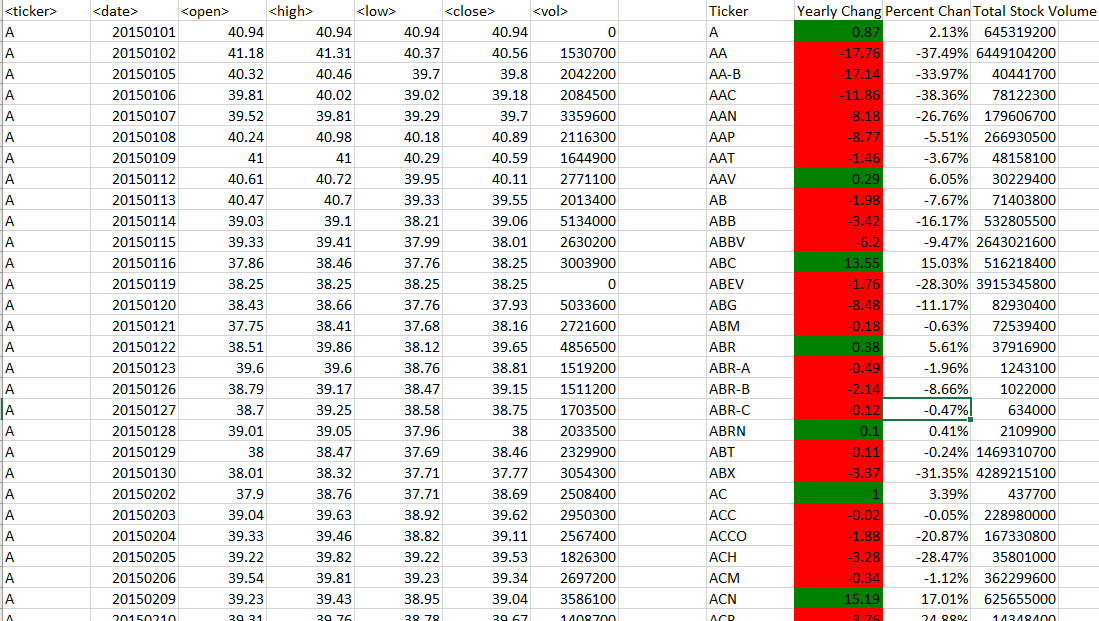 <ticker> <date> <open> <high> <low> <close> <vol> Ticker Yearly Chang Percent Chan Total Stock Volume
A 20150101 40.94 40.94 40.94 40.94 0 A 0.87 2.13% 645319200
A 20150102 41.18 41.31 40.37 40.56 1530700 AA -17.76 -37.49% 6449104200
A 20150105 40.32 40.46 39.7 39.8 2042200 AA-B -17.14 -33.97% 40441700
A 20150106 39.81 40.02 39.02 39.18 2084500 AAC -11.86 -38.36% 78122300
A 20150107 39.52 39.81 39.29 39.7 3359600 AAN -8.18 -26.76% 179606700
A 20150108 40.24 40.98 40.18 40.89 2116300 AAP -8.77 -5.51% 266930500
A 20150109 41 41 40.29 40.59 1644900 AAT -1.46 -3.67% 48158100
A 20150112 40.61 40.72 39.95 40.11 2771100 AAV 0.29 6.05% 30229400
A 20150113 40.47 40.7 39.33 39.55 2013400 AB -1.98 -7.67% 71403800
A 20150114 39.03 39.1 38.21 39.06 5134000 ABB -3.42 -16.17% 532805500
A 20150115 39.33 39.41 37.99 38.01 2630200 ABBV -6.2 -9.47% 2643021600
A 20150116 37.86 38.46 37.76 38.25 3003900 ABC 13.55 15.03% 516218400
A 20150119 38.25 38.25 38.25 38.25 0 ABEV -1.76 -28.30% 3915345800
A 20150120 38.43 38.66 37.76 37.93 5033600 ABG -8.48 -11.17% 82930400
A 20150121 37.75 38.41 37.68 38.16 2721600 ABM -0.18 -0.63% 72539400
A 20150122 38.51 39.86 38.12 39.65 4856500 ABR 0.38 5.61% 37916900
A 20150123 39.6 39.6 38.76 38.81 1519200 ABR-A -0.49 -1.96% 1243100
A 20150126 38.79 39.17 38.47 39.15 1511200 ABR-B -2.14 -8.66% 1022000
A 20150127 38.7 39.25 38.58 38.75 1703500 ABR-C -0.12 -0.47% 634000
A 20150128 39.01 39.05 37.96 38 2033500 ABRN 0.1 0.41% 2109900
A 20150129 38 38.47 37.69 38.46 2329900 ABT -0.11 -0.24% 1469310700
A 20150130 38.01 38.32 37.71 37.77 3054300 ABX -3.37 -31.35% 4289215100
A 20150202 37.9 38.76 37.71 38.69 2508400 AC 1 3.39% 437700
A 20150203 39.04 39.63 38.92 39.62 2950300 ACC -0.02 -0.05% 228980000
A 20150204 39.33 39.46 38.82 39.11 2567400 ACCO -1.88 -20.87% 167330800
A 20150205 39.22 39.82 39.22 39.53 1826300 ACH -3.28 -28.47% 35801000
A 20150206 39.54 39.81 39.23 39.34 2697200 ACM -0.34 -1.12% 362299600
A 20150209 39.23 39.43 38.95 39.04 3586100 ACN 15.19 17.01% 625655000
A 20150210 39.31 39.76 38.78 39.67